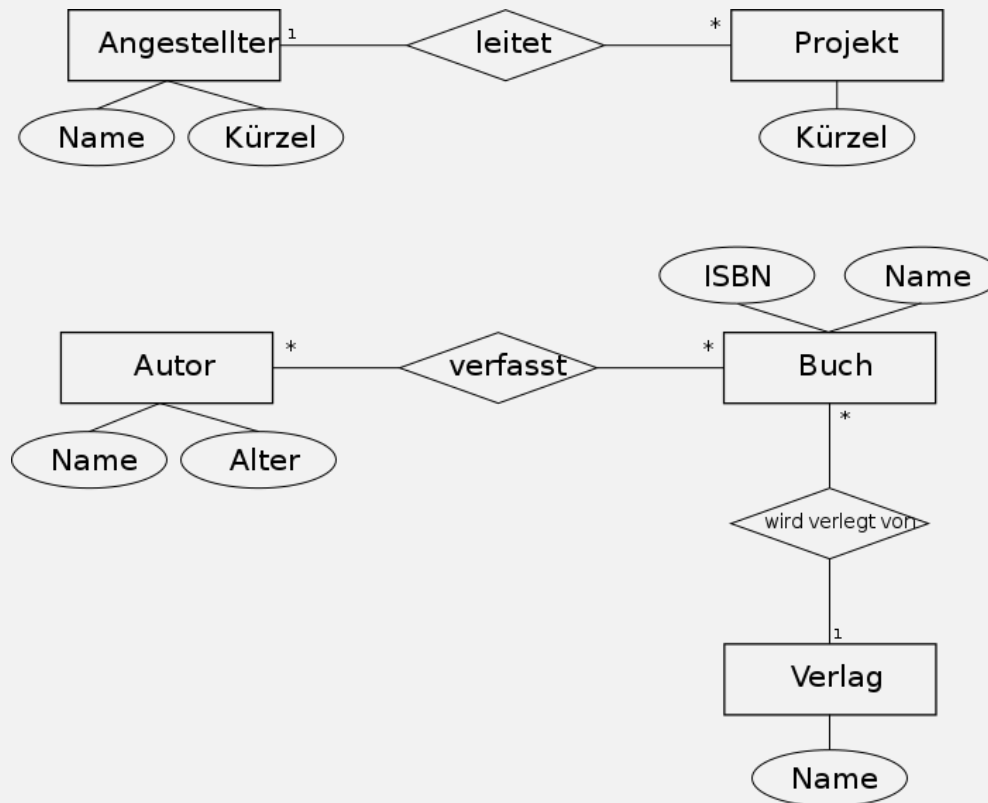 Angestellter 1 leitet * Projekt
Name Kürzel Kürzel
ISBN Name
Autor * verfasst * Buch
Name Alter
*
wird verlegt von
1
Verlag
Name